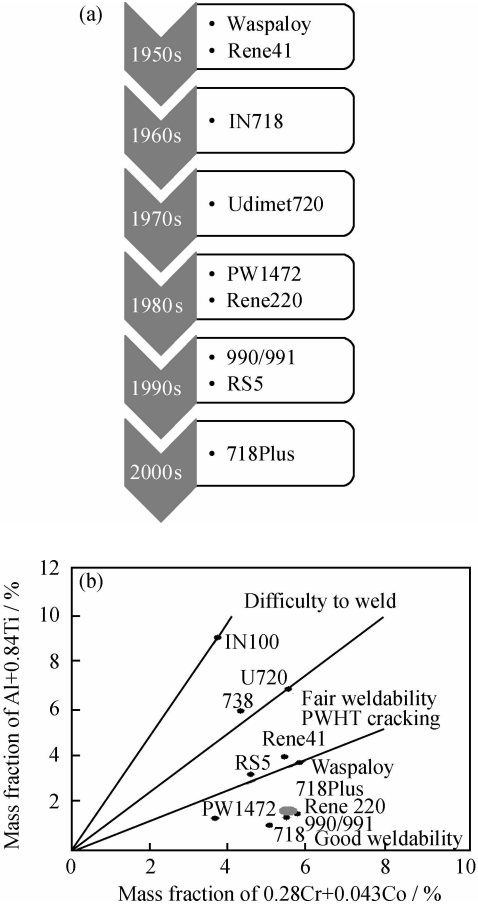 (a)
1950s
• Waspaloy
• Rene41
1960s
• IN718
1970s
• Udimet720
1980s
• PW1472
• Rene220
1990s
• 990/991
• RS5
2000s
• 718Plus
(b)
Mass fraction of Al+0.84Ti / %
12
10
8
6
4
2
0
2
4
6
8
10
Difficulty to weld
IN100
U720
738
Fair weldability
PWHT cracking
Rene41
RS5
Waspaloy
718Plus
PW1472
Rene 220
990/991
718
Good weldability
Mass fraction of 0.28Cr+0.043Co / %